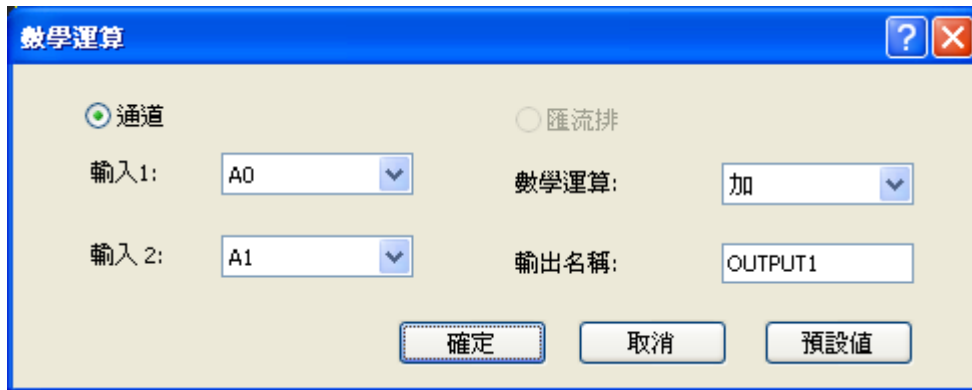 數學運算
通道
匯流排
輸入1:
A0
數學運算:
加
輸入 2:
A1
輸出名稱:
OUTPUT1
確定
取消
預設值